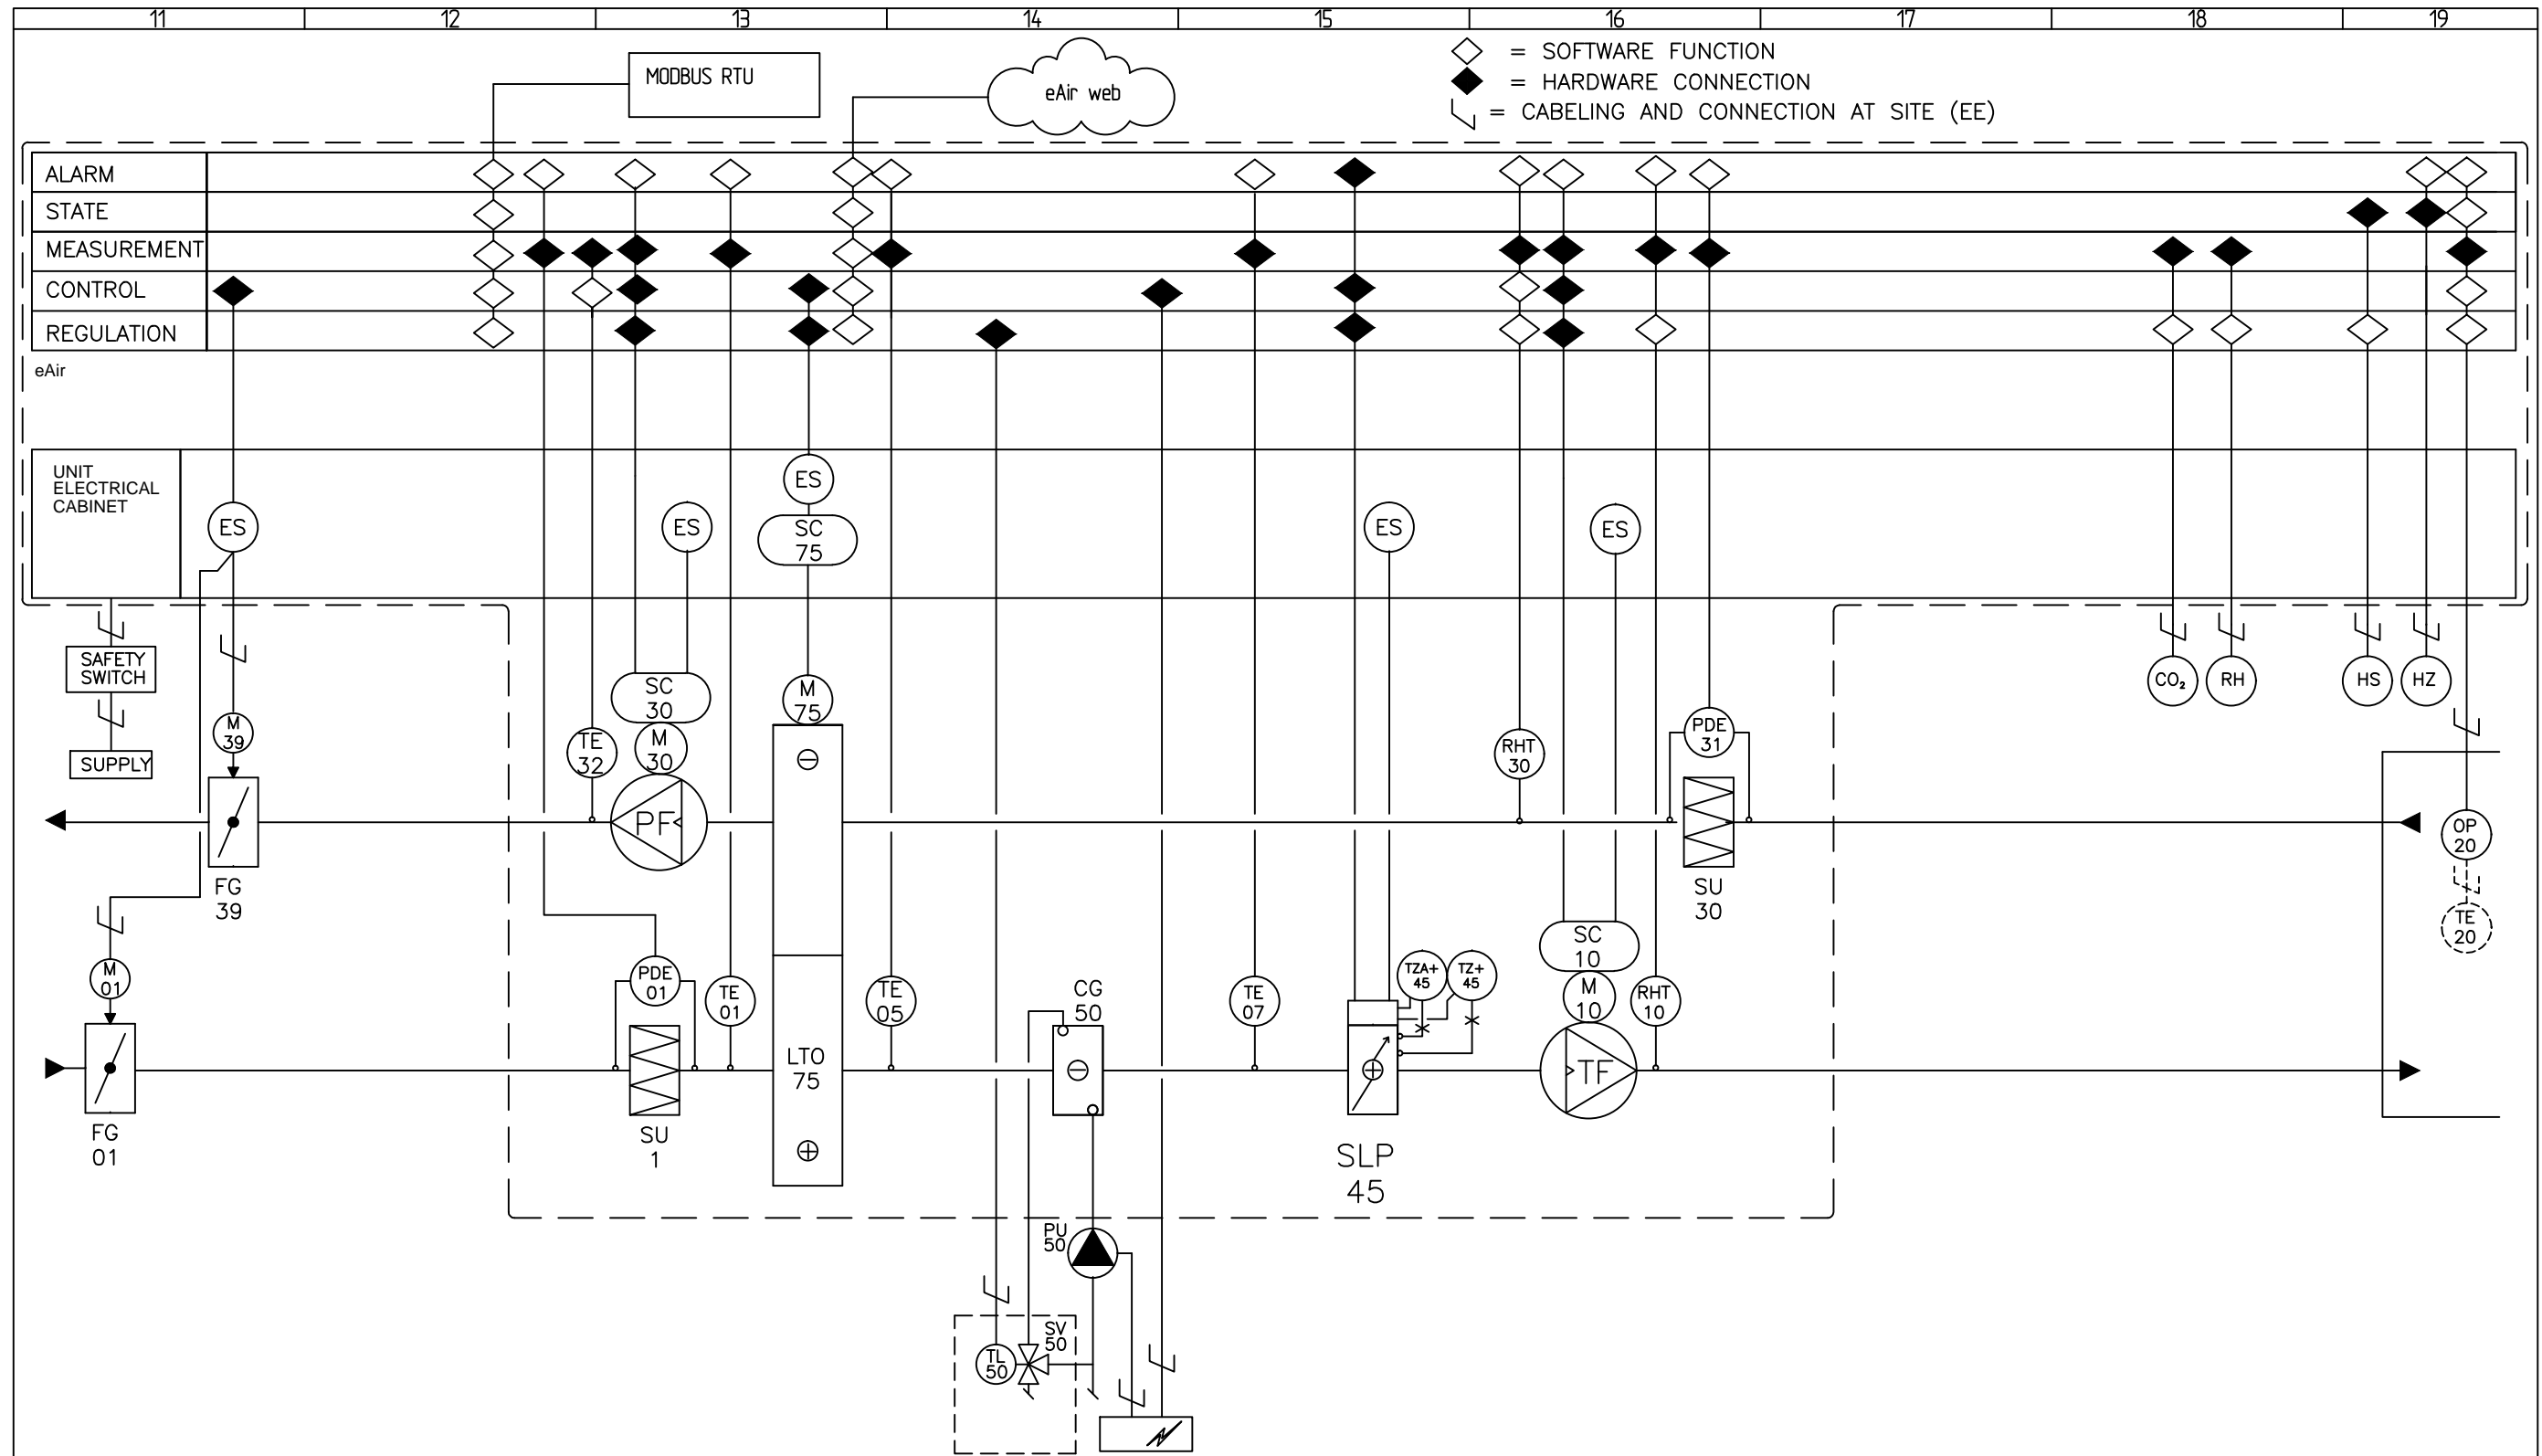 11 12 13 14 15 16 17 18 19
MODBUS RTU
eAir web
= SOFTWARE FUNCTION
= HARDWARE CONNECTION
= CABELING AND CONNECTION AT SITE (EE)
ALARM
STATE
MEASUREMENT
CONTROL
REGULATION
eAir
UNIT
ELECTRICAL
CABINET
ES
ES
ES
SC
75
ES
ES
SAFETY
SWITCH
SUPPLY
M
39
FG
39
M
01
FG
01
TE
32
SC
30
M
30
PF
M
75
LTO
75
PDE
01
SU
1
TE
01
TE
05
CG
50
TE
07
TZA+
45
TZ+
45
SLP
45
SC
10
M
10
TF
RHT
10
RHT
30
PDE
31
SU
30
CO₂
RH
HS
HZ
OP
20
TE
20
PU
50
SV
50
TL
50